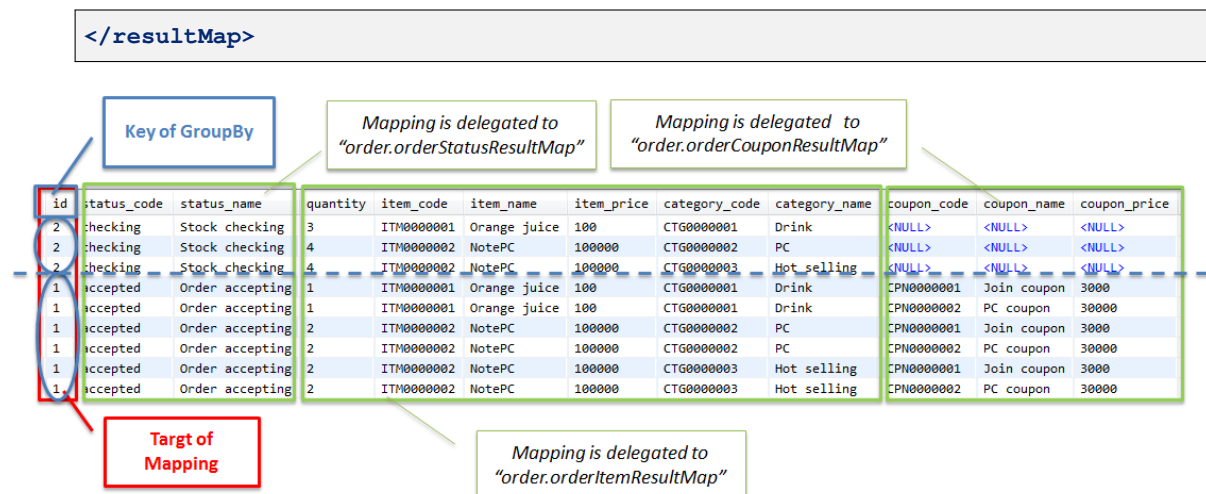 </resultMap>
Key of GroupBy
Mapping is delegated to
“order.orderStatusResultMap”
Mapping is delegated to
“order.orderCouponResultMap”
id status_code status_name quantity item_code item_name item_price category_code category_name coupon_code coupon_name coupon_price
2 checking Stock checking 3 ITM0000001 Orange juice 100 CTG0000001 Drink <NULL> <NULL> <NULL>
2 checking Stock checking 4 ITM0000002 NotePC 100000 CTG0000002 PC <NULL> <NULL> <NULL>
2 checking Stock checking 4 ITM0000002 NotePC 100000 CTG0000003 Hot selling <NULL> <NULL> <NULL>
1 accepted Order accepting 1 ITM0000001 Orange juice 100 CTG0000001 Drink CPN0000001 Join coupon 3000
1 accepted Order accepting 1 ITM0000001 Orange juice 100 CTG0000001 Drink CPN0000002 PC coupon 30000
1 accepted Order accepting 2 ITM0000002 NotePC 100000 CTG0000002 PC CPN0000001 Join coupon 3000
1 accepted Order accepting 2 ITM0000002 NotePC 100000 CTG0000002 PC CPN0000002 PC coupon 30000
1 accepted Order accepting 2 ITM0000002 NotePC 100000 CTG0000003 Hot selling CPN0000001 Join coupon 3000
1 accepted Order accepting 2 ITM0000002 NotePC 100000 CTG0000003 Hot selling CPN0000002 PC coupon 30000
Targt of
Mapping
Mapping is delegated to
“order.orderItemResultMap”